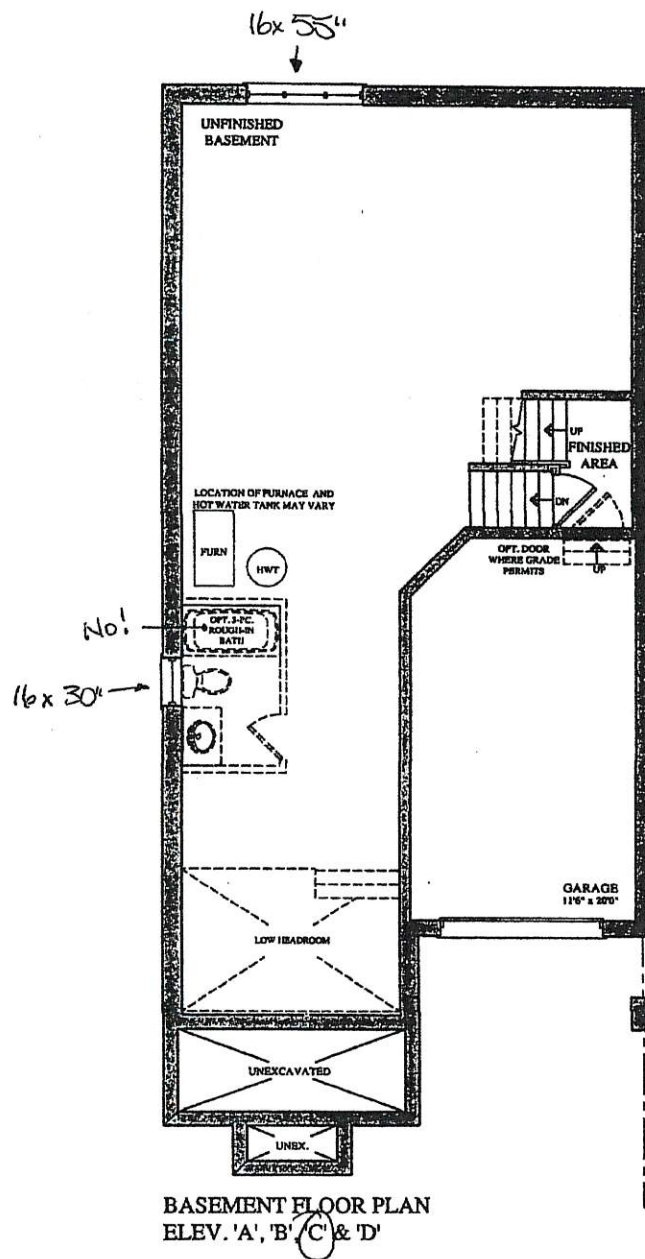 16x 55"
UNFINISHED
BASEMENT
UP
FINISHED
AREA
DN
LOCATION OF FURNACE AND
HOT WATER TANK MAY VARY
FURN
HWT
OPT. DOOR
WHERE GRADE
PERMITS
UP
No!
OPT. 3-PC.
ROUGH-IN
BATH
16 x 30"
GARAGE
11'6" x 20'0"
LOW HEADROOM
UNEXCAVATED
UNEX.
BASEMENT FLOOR PLAN
ELEV. 'A', 'B', 'C' & 'D'